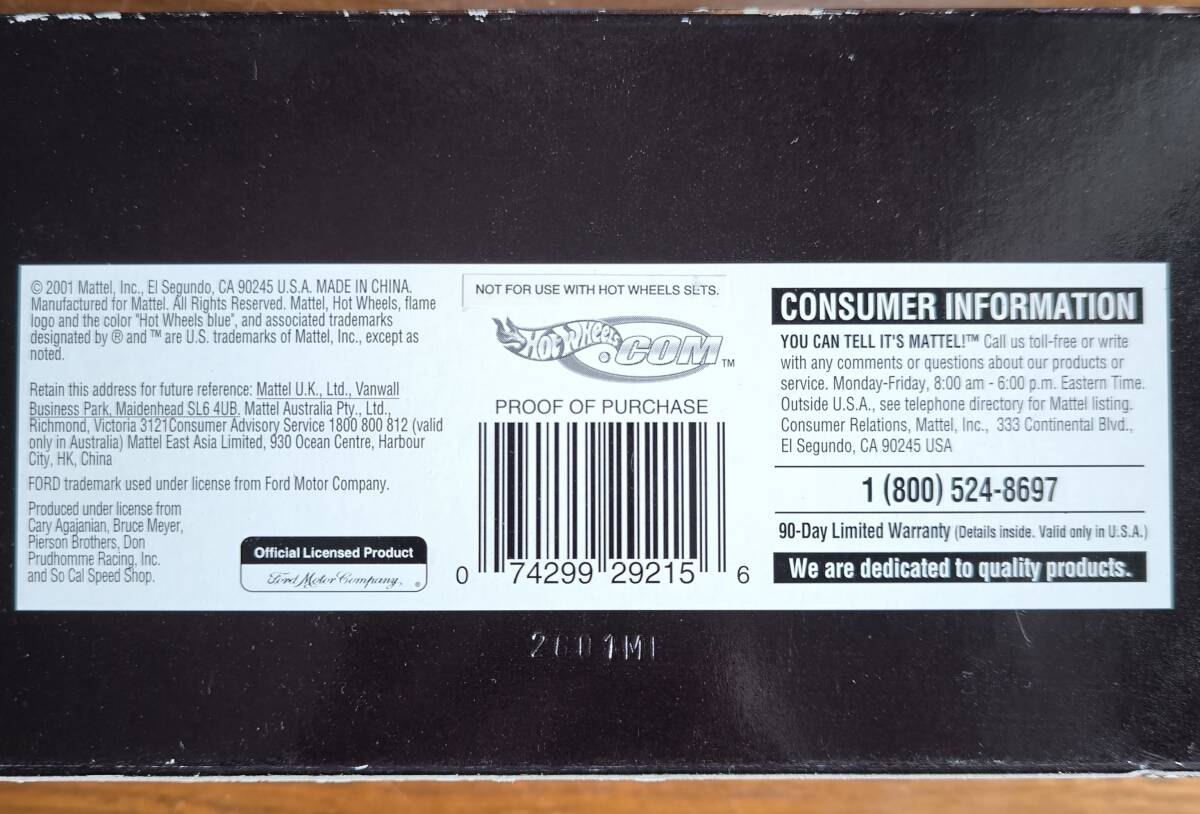 © 2001 Mattel, Inc., El Segundo, CA 90245 U.S.A. MADE IN CHINA.
Manufactured for Mattel. All Rights Reserved. Mattel, Hot Wheels, flame
logo and the color "Hot Wheels blue", and associated trademarks
designated by ® and ™ are U.S. trademarks of Mattel, Inc., except as
noted.
Retain this address for future reference: Mattel U.K., Ltd., Vanwall
Business Park, Maidenhead SL6 4UB, Mattel Australia Pty., Ltd.,
Richmond, Victoria 3121Consumer Advisory Service 1800 800 812 (valid
only in Australia) Mattel East Asia Limited, 930 Ocean Centre, Harbour
City, HK, China
FORD trademark used under license from Ford Motor Company.
Produced under license from
Cary Agajanian, Bruce Meyer,
Pierson Brothers, Don
Prudhomme Racing, Inc.
and So Cal Speed Shop.
Official Licensed Product
Ford Motor Company, ®
NOT FOR USE WITH HOT WHEELS SETS.
HOT WHEELS .COM ™
PROOF OF PURCHASE
0 74299 29215 6
CONSUMER INFORMATION
YOU CAN TELL IT'S MATTEL!™ Call us toll-free or write
with any comments or questions about our products or
service. Monday-Friday, 8:00 am - 6:00 p.m. Eastern Time.
Outside U.S.A., see telephone directory for Mattel listing.
Consumer Relations, Mattel, Inc., 333 Continental Blvd.,
El Segundo, CA 90245 USA
1 (800) 524-8697
90-Day Limited Warranty (Details inside. Valid only in U.S.A.)
We are dedicated to quality products.